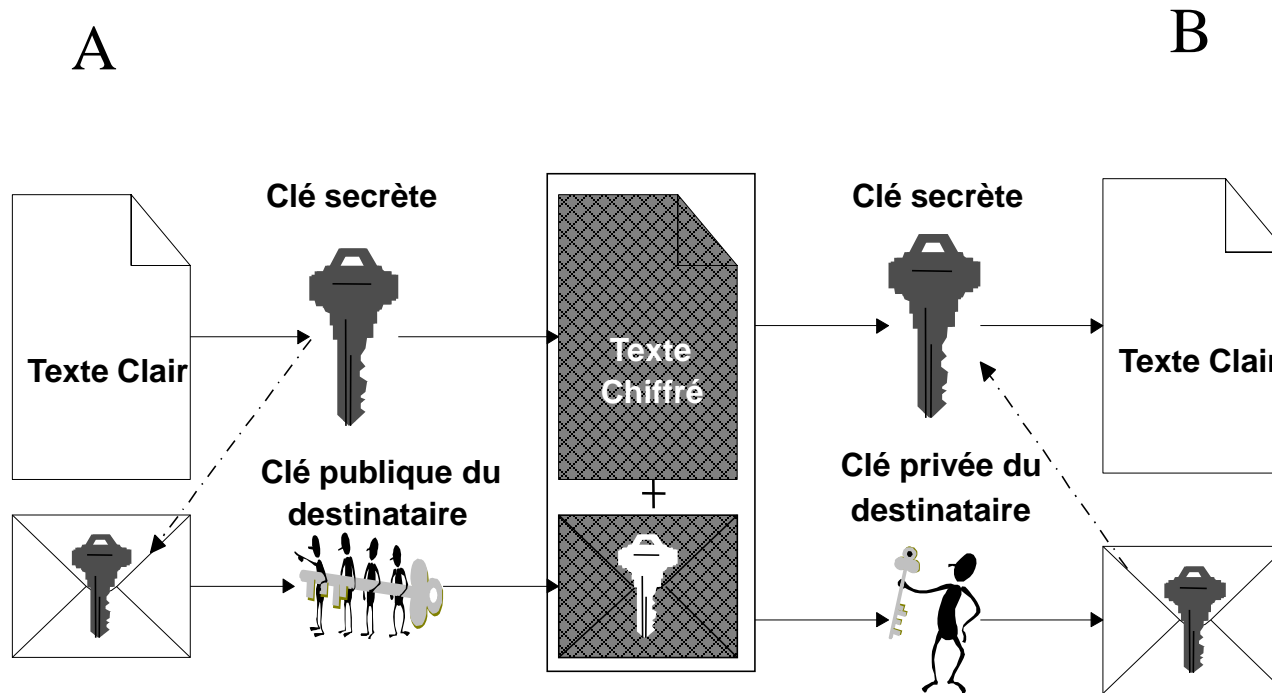 A
B
Clé secrète
Clé secrète
Texte Clair
Texte
Chiffré
Texte Clair
Clé publique du
destinataire
+
Clé privée du
destinataire